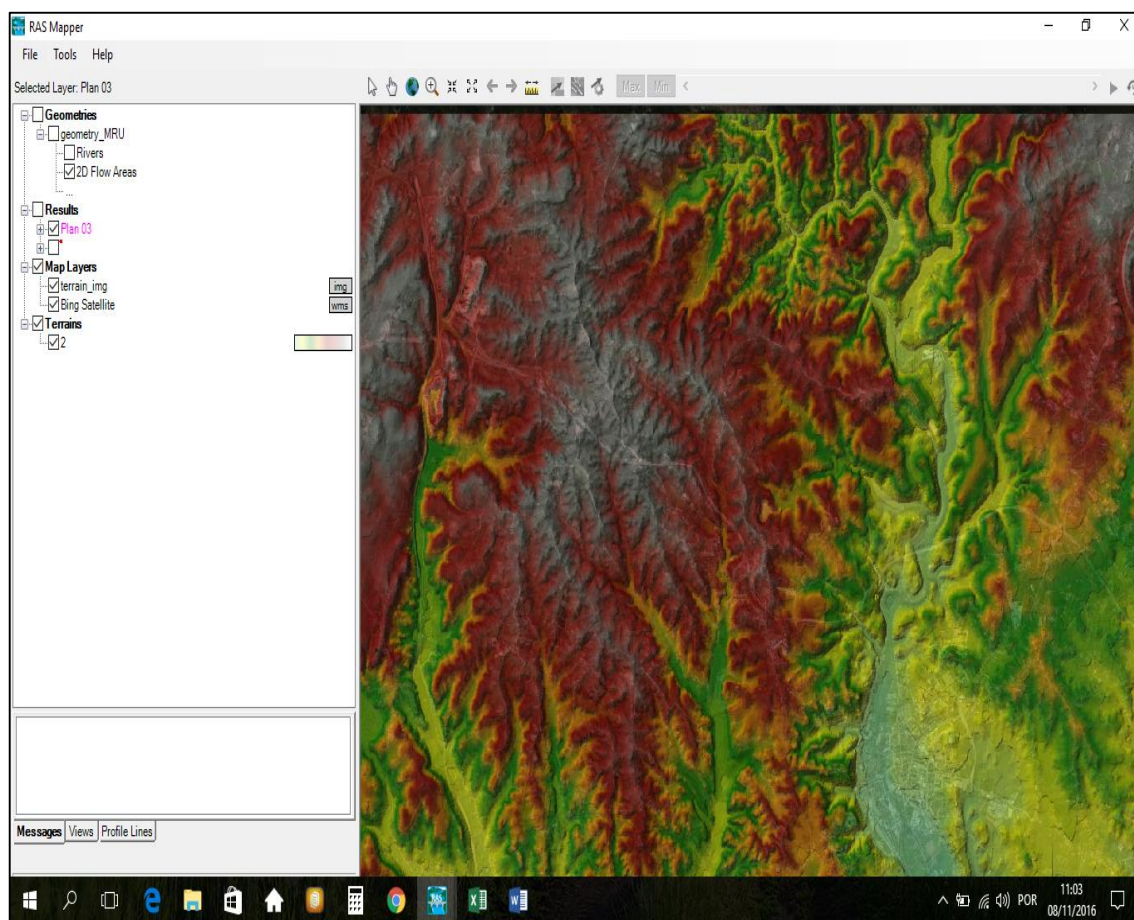 RAS Mapper
File Tools Help
Selected Layer: Plan 03
Max Min
Geometries
geometry_MRU
Rivers
2D Flow Areas
...
Results
Plan 03
Map Layers
terrain_img img
Bing Satellite wms
Terrains
2
Messages Views Profile Lines
POR
11:03
08/11/2016